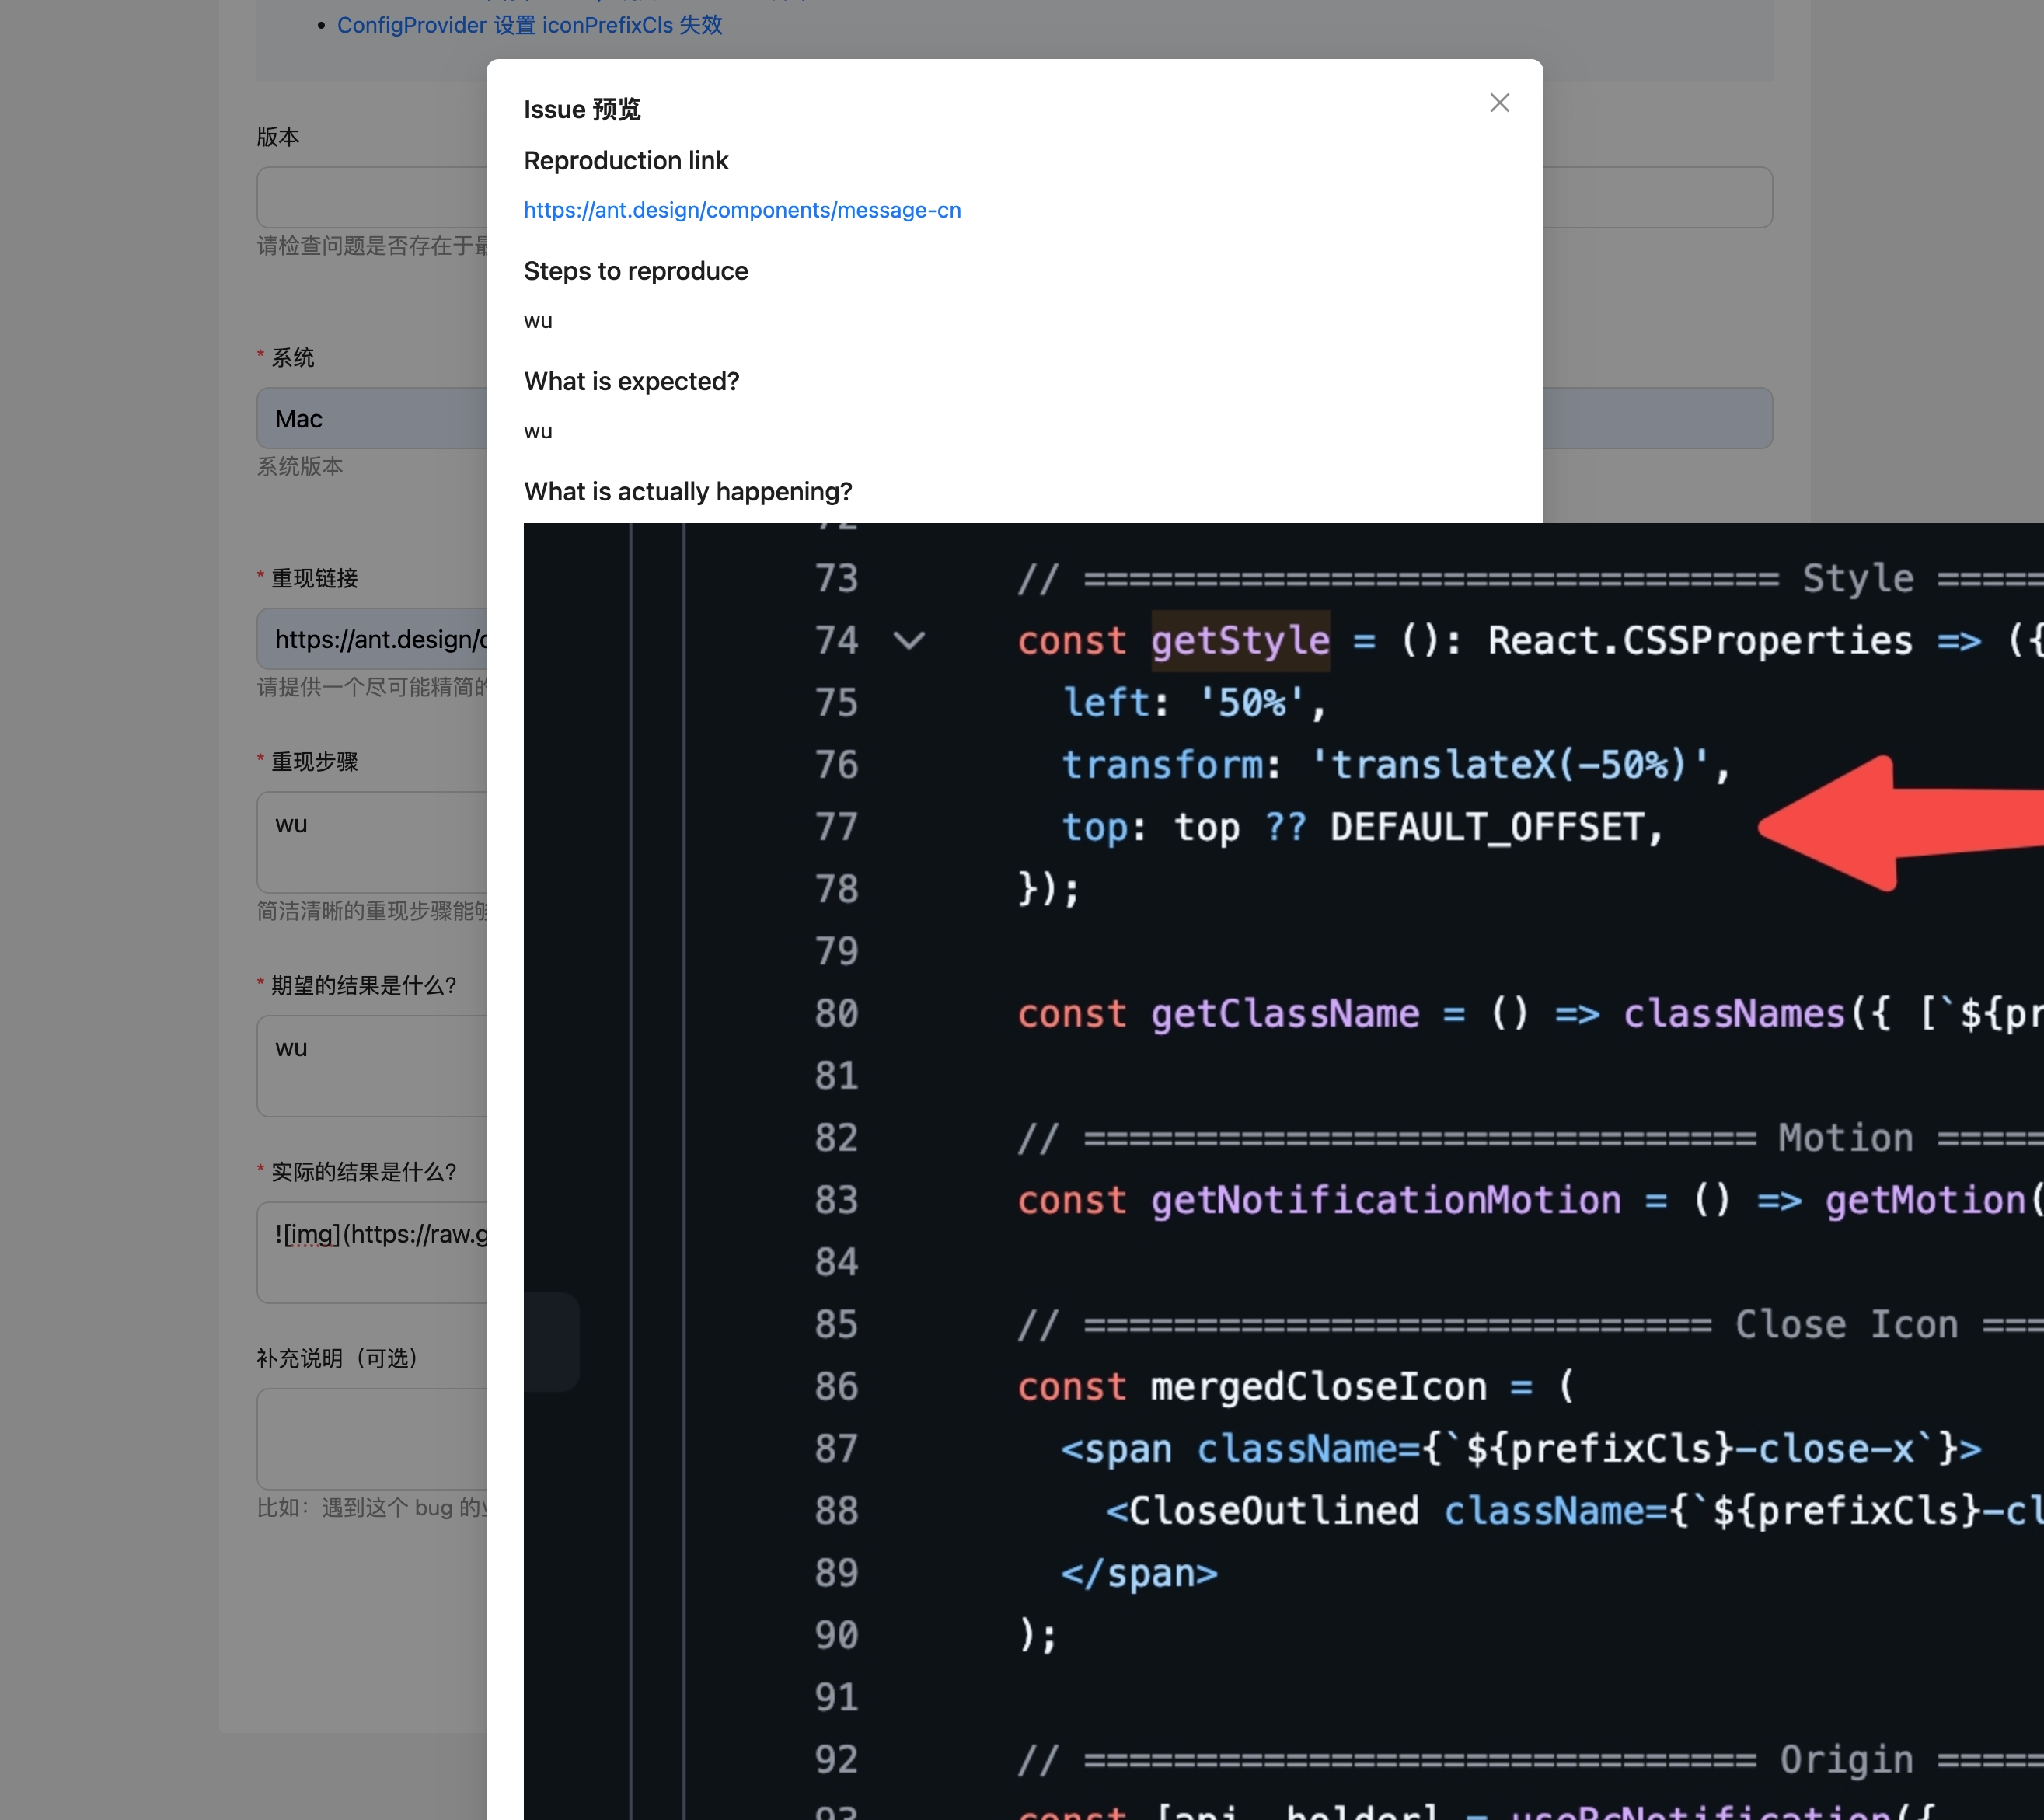 ConfigProvider 设置 iconPrefixCls 失效
版本
请检查问题是否存在于
* 系统
Mac
系统版本
* 重现链接
https://ant.design/
请提供一个尽可能精简的
* 重现步骤
wu
简洁清晰的重现步骤能够
* 期望的结果是什么?
wu
* 实际的结果是什么?
![img](https://raw.g
补充说明（可选）
比如：遇到这个 bug 的
Issue 预览
Reproduction link
https://ant.design/components/message-cn
Steps to reproduce
wu
What is expected?
wu
What is actually happening?
72
73 // =============================== Style =====
74 const getStyle = (): React.CSSProperties => ({
75 left: '50%',
76 transform: 'translateX(-50%)',
77 top: top ?? DEFAULT_OFFSET,
78 });
79
80 const getClassName = () => classNames({ [`${pr
81
82 // ============================== Motion =====
83 const getNotificationMotion = () => getMotion(
84
85 // ============================ Close Icon ===
86 const mergedCloseIcon = (
87 <span className={`${prefixCls}-close-x`}>
88 <CloseOutlined className={`${prefixCls}-cl
89 </span>
90 );
91
92 // ============================== Origin =====
93 const [api, holder] = useRcNotification({